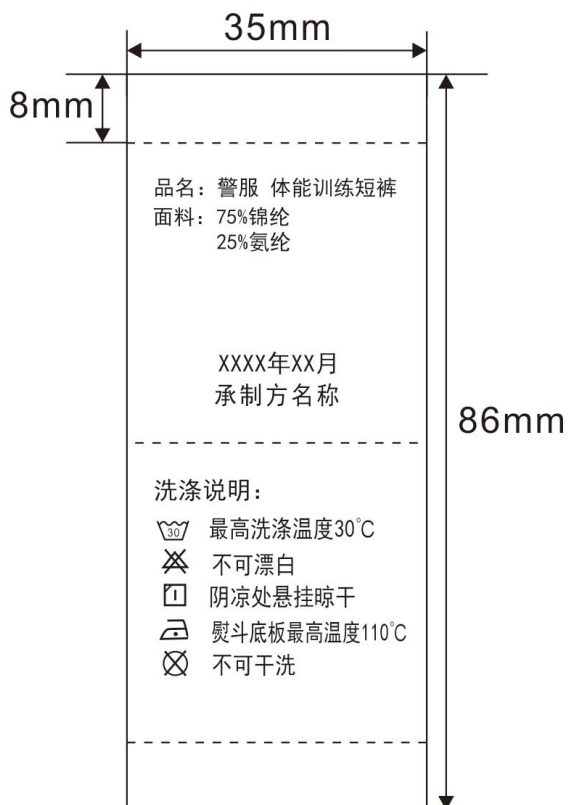 35mm
8mm
品名：警服 体能训练短裤
面料：75%锦纶
25%氨纶
XXXX年XX月
承制方名称
86mm
洗涤说明：
30
最高洗涤温度30℃
不可漂白
阴凉处悬挂晾干
熨斗底板最高温度110℃
不可干洗